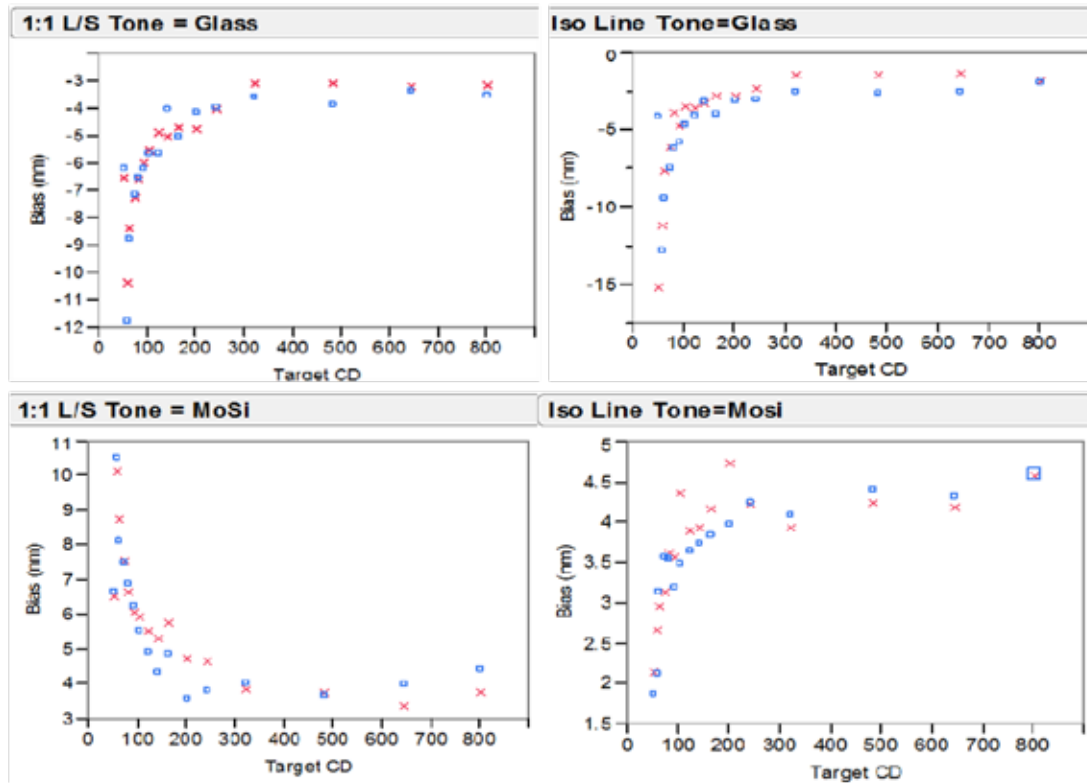 1:1 L/S Tone = Glass
-3
-4
-5
-6
-7
-8
-9
-10
-11
-12
Bias (nm)
0 100 200 300 400 500 600 700 800
Target CD
Iso Line Tone=Glass
0
-5
-10
-15
Bias (nm)
0 100 200 300 400 500 600 700 800
Target CD
1:1 L/S Tone = MoSi
11
10
9
8
7
6
5
4
3
Bias (nm)
0 100 200 300 400 500 600 700 800
Target CD
Iso Line Tone=Mosi
5
4.5
4
3.5
3
2.5
2
1.5
Bias (nm)
0 100 200 300 400 500 600 700 800
Target CD